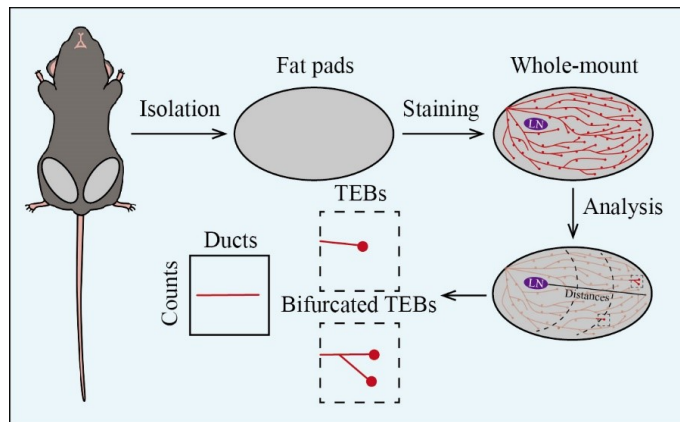 Fat pads
Whole-mount
Isolation
Staining
LN
TEBs
Analysis
Ducts
Counts
LN
Distances
Bifurcated TEBs